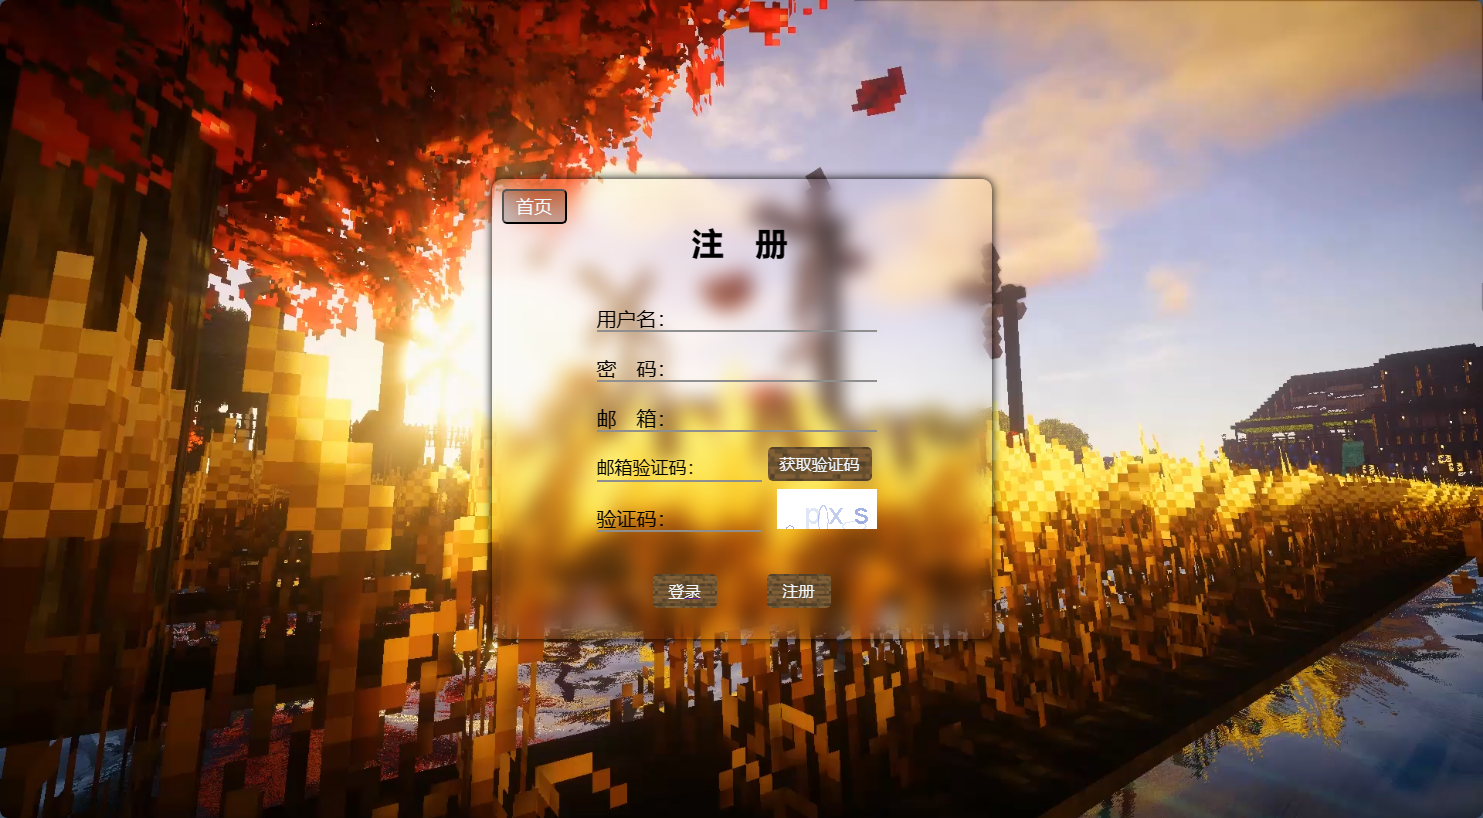 首页
注 册
用户名：
密 码：
邮 箱：
邮箱验证码：
获取验证码
验证码：
登录
注册